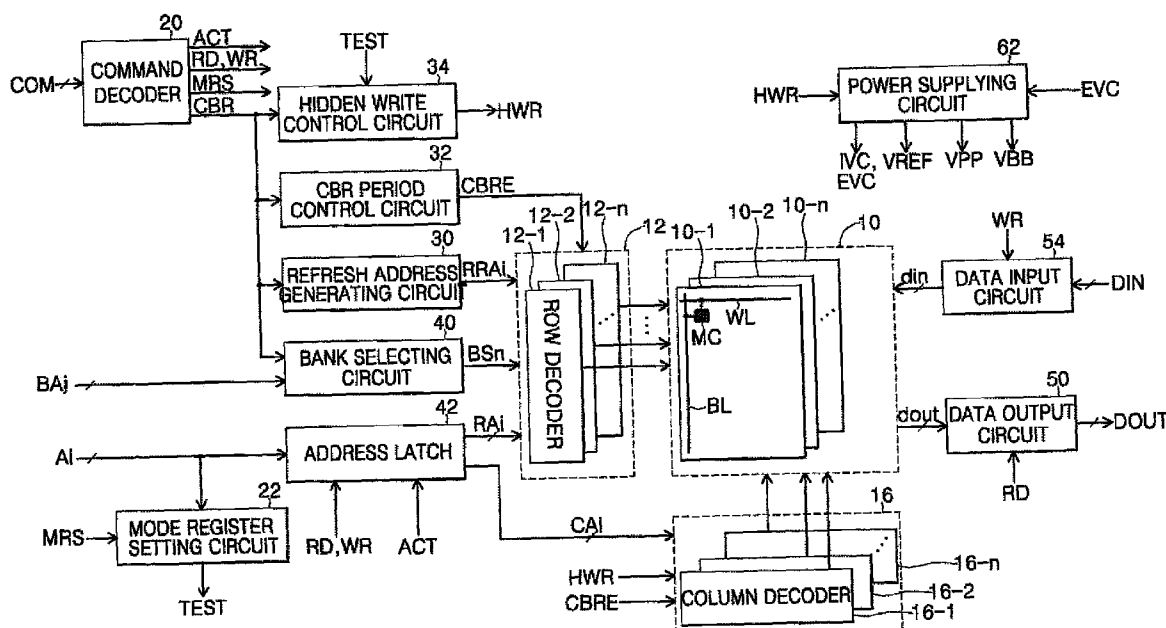 20
COMMAND
DECODER
COM
ACT
RD,WR
MRS
CBR
TEST
34
HIDDEN WRITE
CONTROL CIRCUIT
HWR
62
HWR
POWER SUPPLYING
CIRCUIT
EVC
IVC,
EVC
VREF
VPP
VBB
32
CBR PERIOD
CONTROL CIRCUIT
CBRE
30
REFRESH ADDRESS
GENERATING CIRCUIT
RRAi
40
BANK SELECTING
CIRCUIT
BSn
BAj
42
ADDRESS LATCH
RAi
Ai
22
MODE REGISTER
SETTING CIRCUIT
MRS
TEST
RD,WR
ACT
12-1
12-2
12-n
12
ROW DECODER
10-1
10-2
10-n
10
WL
MC
BL
WR
54
din
DATA INPUT
CIRCUIT
DIN
50
dout
DATA OUTPUT
CIRCUIT
DOUT
RD
CAi
16
HWR
CBRE
COLUMN DECODER
16-n
16-2
16-1